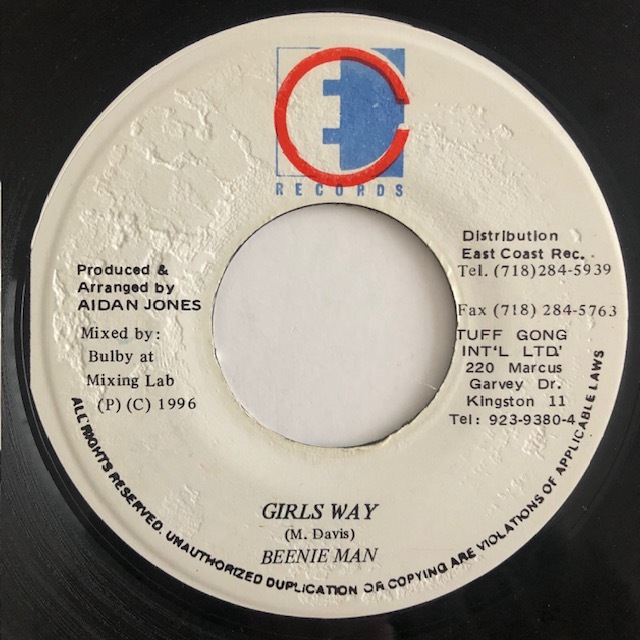 EC
RECORDS
Produced &
Arranged by
AIDAN JONES
Mixed by:
Bulby at
Mixing Lab
(P) (C) 1996
Distribution
East Coast Rec.
Tel. (718)284-5939
Fax (718) 284-5763
TUFF GONG
INT'L LTD'
220 Marcus
Garvey Dr.
Kingston 11
Tel: 923-9380-4
GIRLS WAY
(M. Davis)
BEENIE MAN
ALL RIGHTS RESERVED. UNAUTHORIZED DUPLICATION OR COPYING ARE VIOLATIONS OF APPLICABLE LAWS